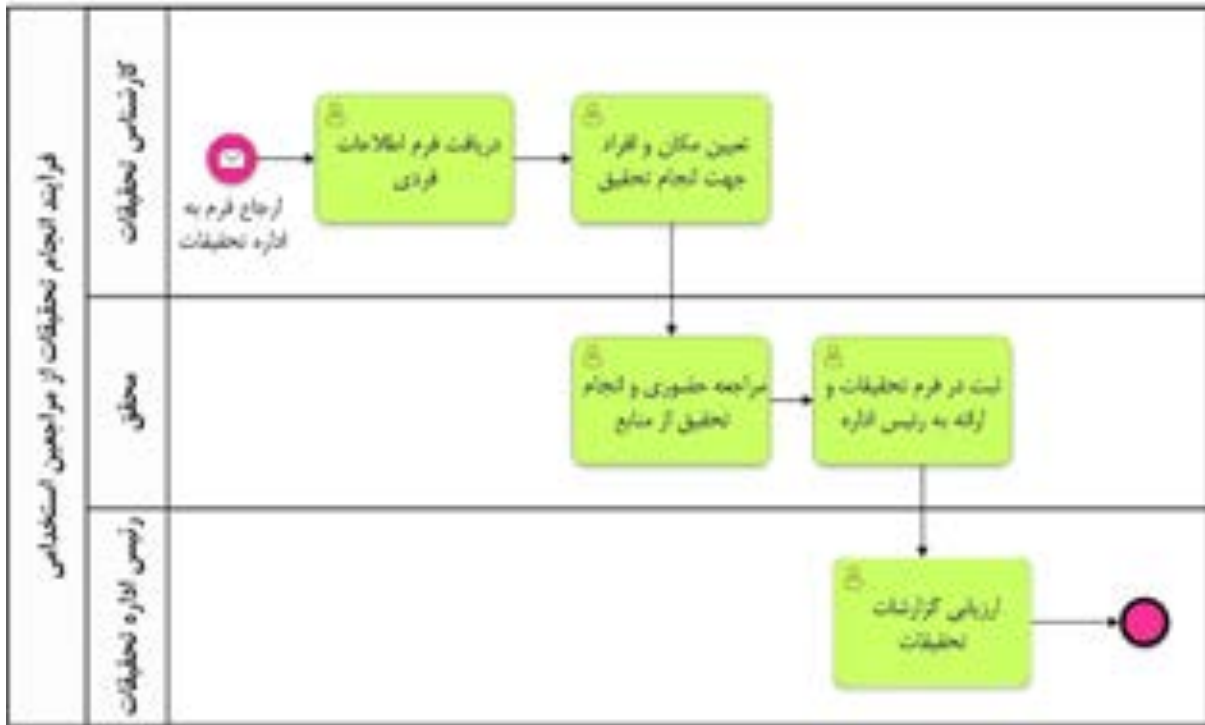 فرایند انجام تحقیقات از مراجعین استخدامی
کارشناس تحقیقات
ارجاع فرم به
اداره تحقیقات
دریافت فرم اطلاعات
فردی
تعیین مکان و افراد
جهت انجام تحقیق
محقق
مراجعه حضوری و انجام
تحقیق از منابع
ثبت در فرم تحقیقات و
ارائه به رئیس اداره
رئیس اداره تحقیقات
ارزیابی گزارشات
تحقیقات